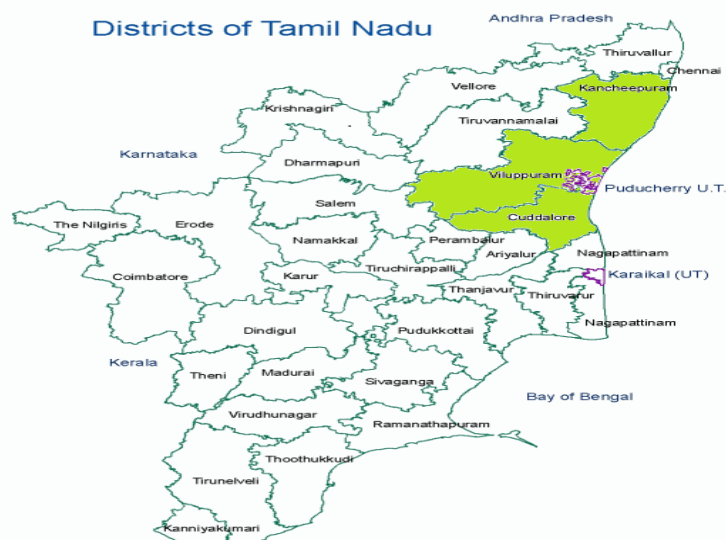 Andhra Pradesh
Districts of Tamil Nadu
Thiruvallur
Chennai
Vellore
Kancheepuram
Krishnagiri
Tiruvannamalai
Karnataka
Dharmapuri
Viluppuram
Puducherry U.T.
Salem
Cuddalore
The Nilgiris
Erode
Namakkal
Perambalur
Ariyalur
Nagapattinam
Coimbatore
Karur
Tiruchirappalli
Karaikal (UT)
Thanjavur
Thiruvarur
Nagapattinam
Dindigul
Pudukkottai
Kerala
Theni
Madurai
Sivaganga
Bay of Bengal
Virudhunagar
Ramanathapuram
Thoothukkudi
Tirunelveli
Kanniyakumari